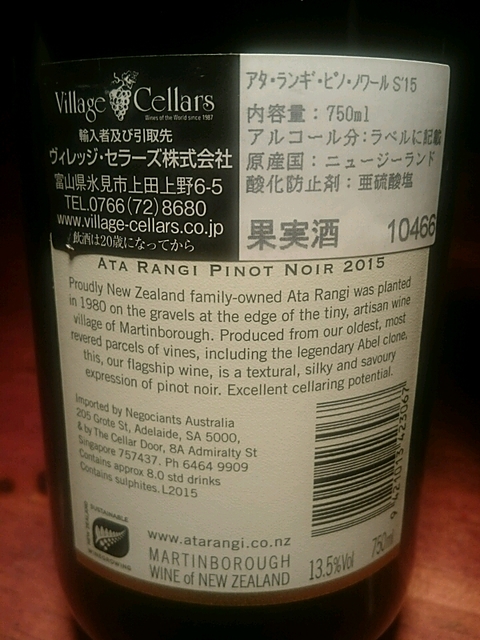 Village Cellars
Wines of the World since 1987
輸入者及び引取先
ヴィレッジ・セラーズ株式会社
富山県氷見市上田上野6-5
TEL.0766(72)8680
www.village-cellars.co.jp
飲酒は20歳になってから
アタ・ランギ・ピノ・ノワール S'15
内容量：750ml
アルコール分：ラベルに記載
原産国：ニュージーランド
酸化防止剤：亜硫酸塩
果実酒 10466
ATA RANGI PINOT NOIR 2015
Proudly New Zealand family-owned Ata Rangi was planted
in 1980 on the gravels at the edge of the tiny, artisan wine
village of Martinborough. Produced from our oldest, most
revered parcels of vines, including the legendary Abel clone,
this, our flagship wine, is a textural, silky and savoury
expression of pinot noir. Excellent cellaring potential.
Imported by Negociants Australia
205 Grote St, Adelaide, SA 5000,
& by The Cellar Door, 8A Admiralty St
Singapore 757437. Ph 6464 9909
Contains approx 8.0 std drinks
Contains sulphites. L2015
9 421013 423067
SUSTAINABLE
WINEGROWING
NEW ZEALAND
www.atarangi.co.nz
MARTINBOROUGH
WINE of NEW ZEALAND
13.5%Vol
750ml